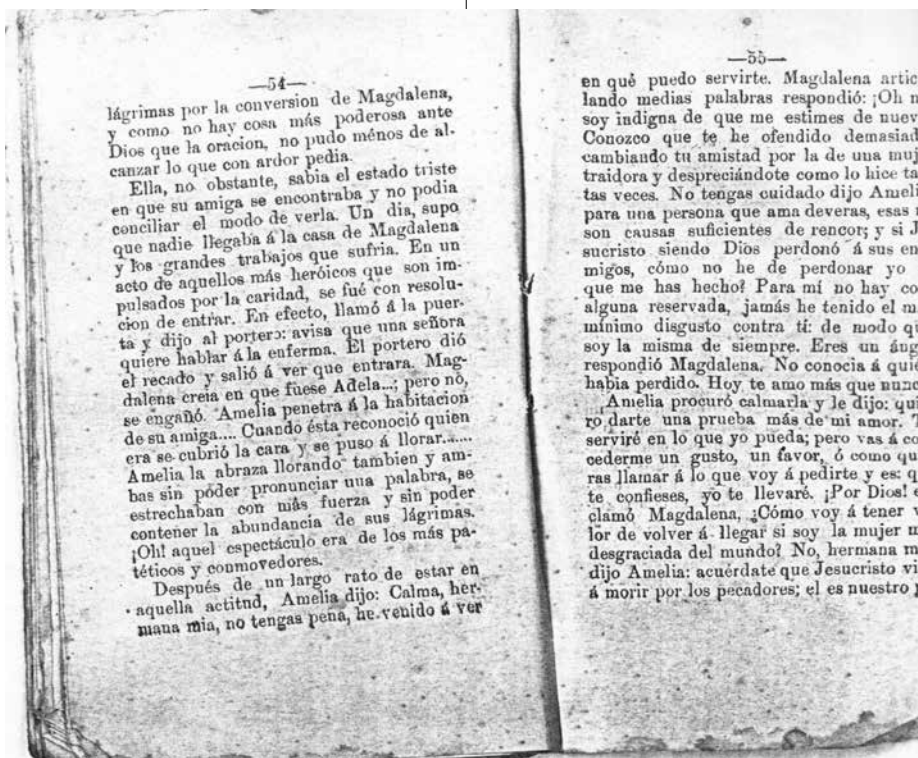 —54—
lágrimas por la conversion de Magdalena,
y como no hay cosa más poderosa ante
Dios que la oracion, no pudo ménos de al-
canzar lo que con ardor pedia.
Ella, no obstante, sabia el estado triste
en que su amiga se encontraba y no podia
conciliar el modo de verla. Un dia, supo
que nadie llegaba á la casa de Magdalena
y los grandes trabajos que sufria. En un
acto de aquellos más heróicos que son im-
pulsados por la caridad, se fué con resolu-
cion de entrar. En efecto, llamó á la puer-
ta y dijo al portero: avisa que una señora
quiere hablar á la enferma. El portero dió
el recado y salió á ver que entrara. Mag-
dalena creia en que fuese Adela...; pero nó,
se engañó. Amelia penetra á la habitacion
de su amiga.... Cuando ésta reconoció quien
era se cubrió la cara y se puso á llorar......
Amelia la abraza llorando tambien y am-
bas sin poder pronunciar una palabra, se
estrechaban con más fuerza y sin poder
contener la abundancia de sus lágrimas.
¡Oh! aquel espectáculo era de los más pa-
téticos y conmovedores.
Después de un largo rato de estar en
aquella actitnd, Amelia dijo: Calma, her-
mana mia, no tengas pena, he venido á ver
—55—
en qué puedo servirte. Magdalena artic
lando medias palabras respondió: ¡Oh n
soy indigna de que me estimes de nuev
Conozco que te he ofendido demasiad
cambiando tu amistad por la de una muj
traidora y despreciándote como lo hice ta
tas veces. No tengas cuidado dijo Ameli
para una persona que ama deveras, esas n
son causas suficientes de rencor; y si J
sucristo siendo Dios perdonó á sus en
migos, cómo no he de perdonar yo
que me has hecho? Para mí no hay co
alguna reservada, jamás he tenido el m
mínimo disgusto contra ti: de modo qu
soy la misma de siempre. Eres un áng
respondió Magdalena. No conocia á quie
habia perdido. Hoy te amo más que nunc
Amelia procuró calmarla y le dijo: qui
ro darte una prueba más de mi amor. T
serviré en lo que yo pueda; pero vas á co
cederme un gusto, un favor, ó como qu
ras llamar á lo que voy á pedirte y es: q
te confieses, yo te llevaré. ¡Por Dios! e
clamó Magdalena, ¿Cómo voy á tener v
lor de volver á llegar si soy la mujer m
desgraciada del mundo? No, hermana m
dijo Amelia: acuérdate que Jesucristo vi
á morir por los pecadores; el es nuestro p